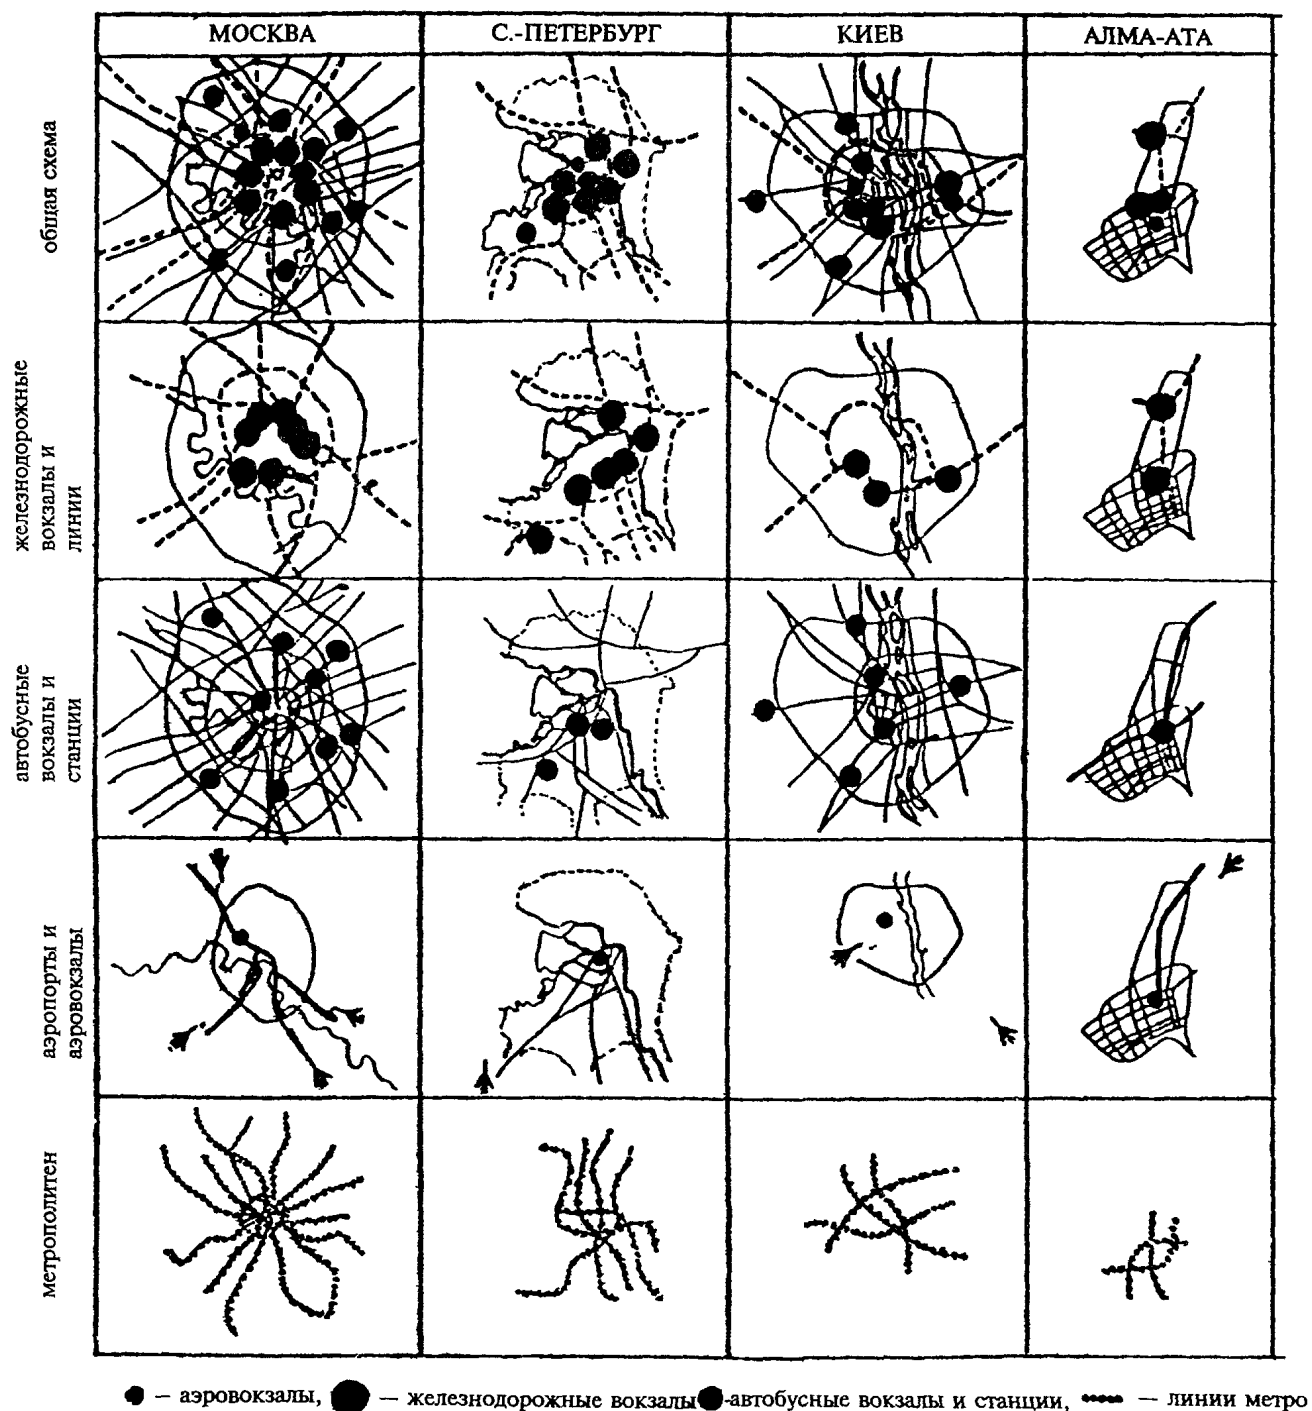 МОСКВА
С.-ПЕТЕРБУРГ
КИЕВ
АЛМА-АТА
общая схема
железнодорожные
вокзалы и
линии
автобусные
вокзалы и
станции
аэропорты и
аэровокзалы
метрополитен
– аэровокзалы, – железнодорожные вокзалы -автобусные вокзалы и станции, – линии метро